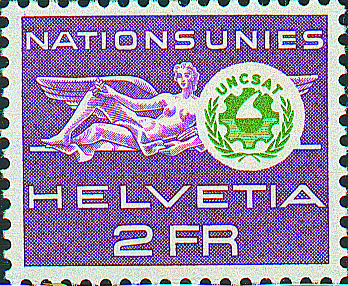 NATIONS UNIES
UNCSAT
HELVETIA
2 FR